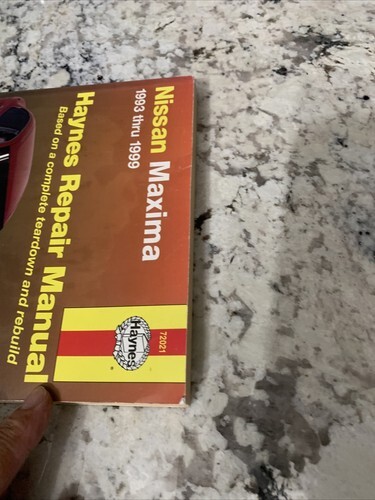 Nissan Maxima
1993 thru 1999
Haynes Repair Manual
Based on a complete teardown and rebuild
Haynes
72021